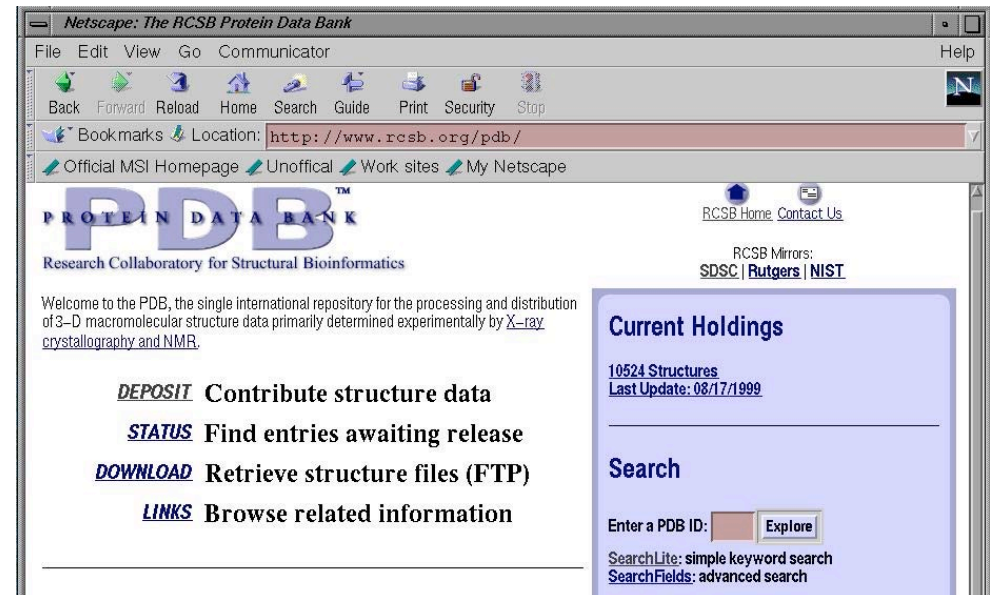 Netscape: The RCSB Protein Data Bank
File Edit View Go Communicator Help
Back Forward Reload Home Search Guide Print Security Stop
N
Bookmarks Location: http://www.rcsb.org/pdb/
Official MSI Homepage Unoffical Work sites My Netscape
PDB TM
PROTEIN DATA BANK
Research Collaboratory for Structural Bioinformatics
RCSB Home Contact Us
RCSB Mirrors:
SDSC | Rutgers | NIST
Welcome to the PDB, the single international repository for the processing and distribution
of 3-D macromolecular structure data primarily determined experimentally by X-ray
crystallography and NMR.
DEPOSIT Contribute structure data
STATUS Find entries awaiting release
DOWNLOAD Retrieve structure files (FTP)
LINKS Browse related information
Current Holdings
10524 Structures
Last Update: 08/17/1999
Search
Enter a PDB ID: Explore
SearchLite: simple keyword search
SearchFields: advanced search